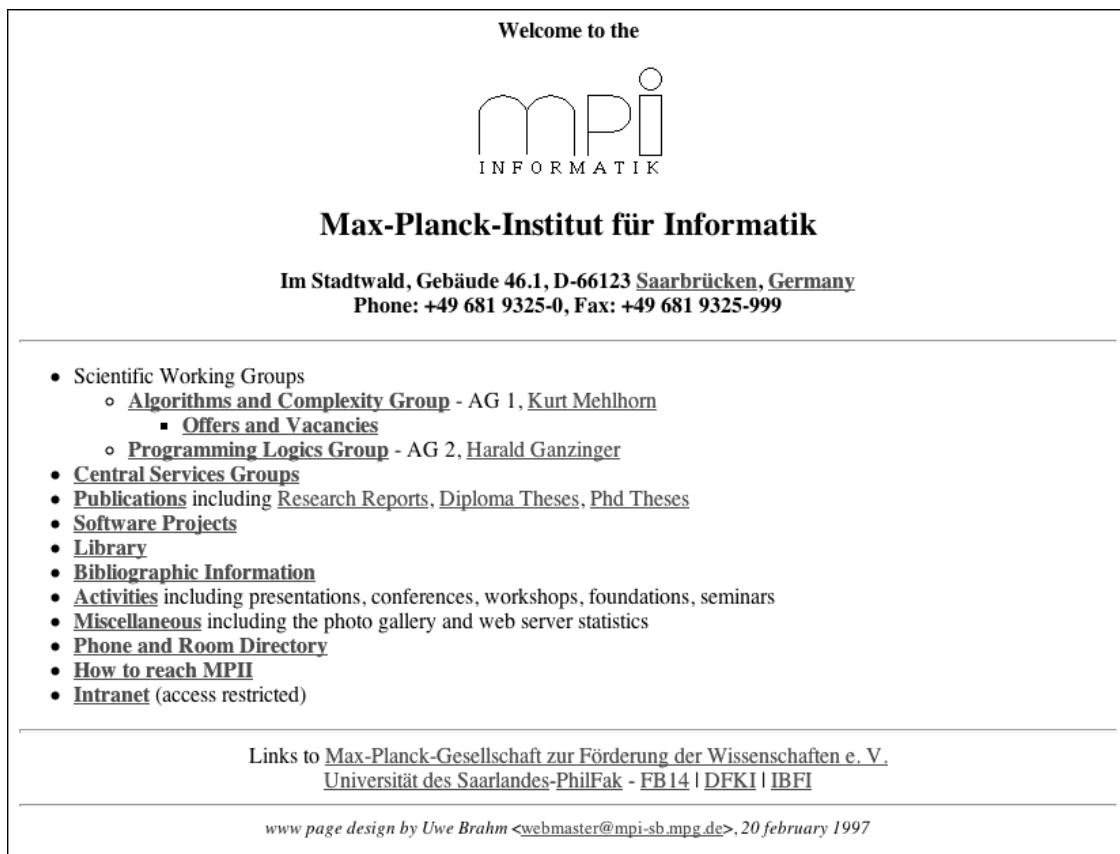 Welcome to the
mpi
INFORMATIK
Max-Planck-Institut für Informatik
Im Stadtwald, Gebäude 46.1, D-66123 Saarbrücken, Germany
Phone: +49 681 9325-0, Fax: +49 681 9325-999
• Scientific Working Groups
◦ Algorithms and Complexity Group - AG 1, Kurt Mehlhorn
▪ Offers and Vacancies
◦ Programming Logics Group - AG 2, Harald Ganzinger
• Central Services Groups
• Publications including Research Reports, Diploma Theses, Phd Theses
• Software Projects
• Library
• Bibliographic Information
• Activities including presentations, conferences, workshops, foundations, seminars
• Miscellaneous including the photo gallery and web server statistics
• Phone and Room Directory
• How to reach MPII
• Intranet (access restricted)
Links to Max-Planck-Gesellschaft zur Förderung der Wissenschaften e. V.
Universität des Saarlandes-PhilFak - FB14 | DFKI | IBFI
www page design by Uwe Brahm <webmaster@mpi-sb.mpg.de>, 20 february 1997